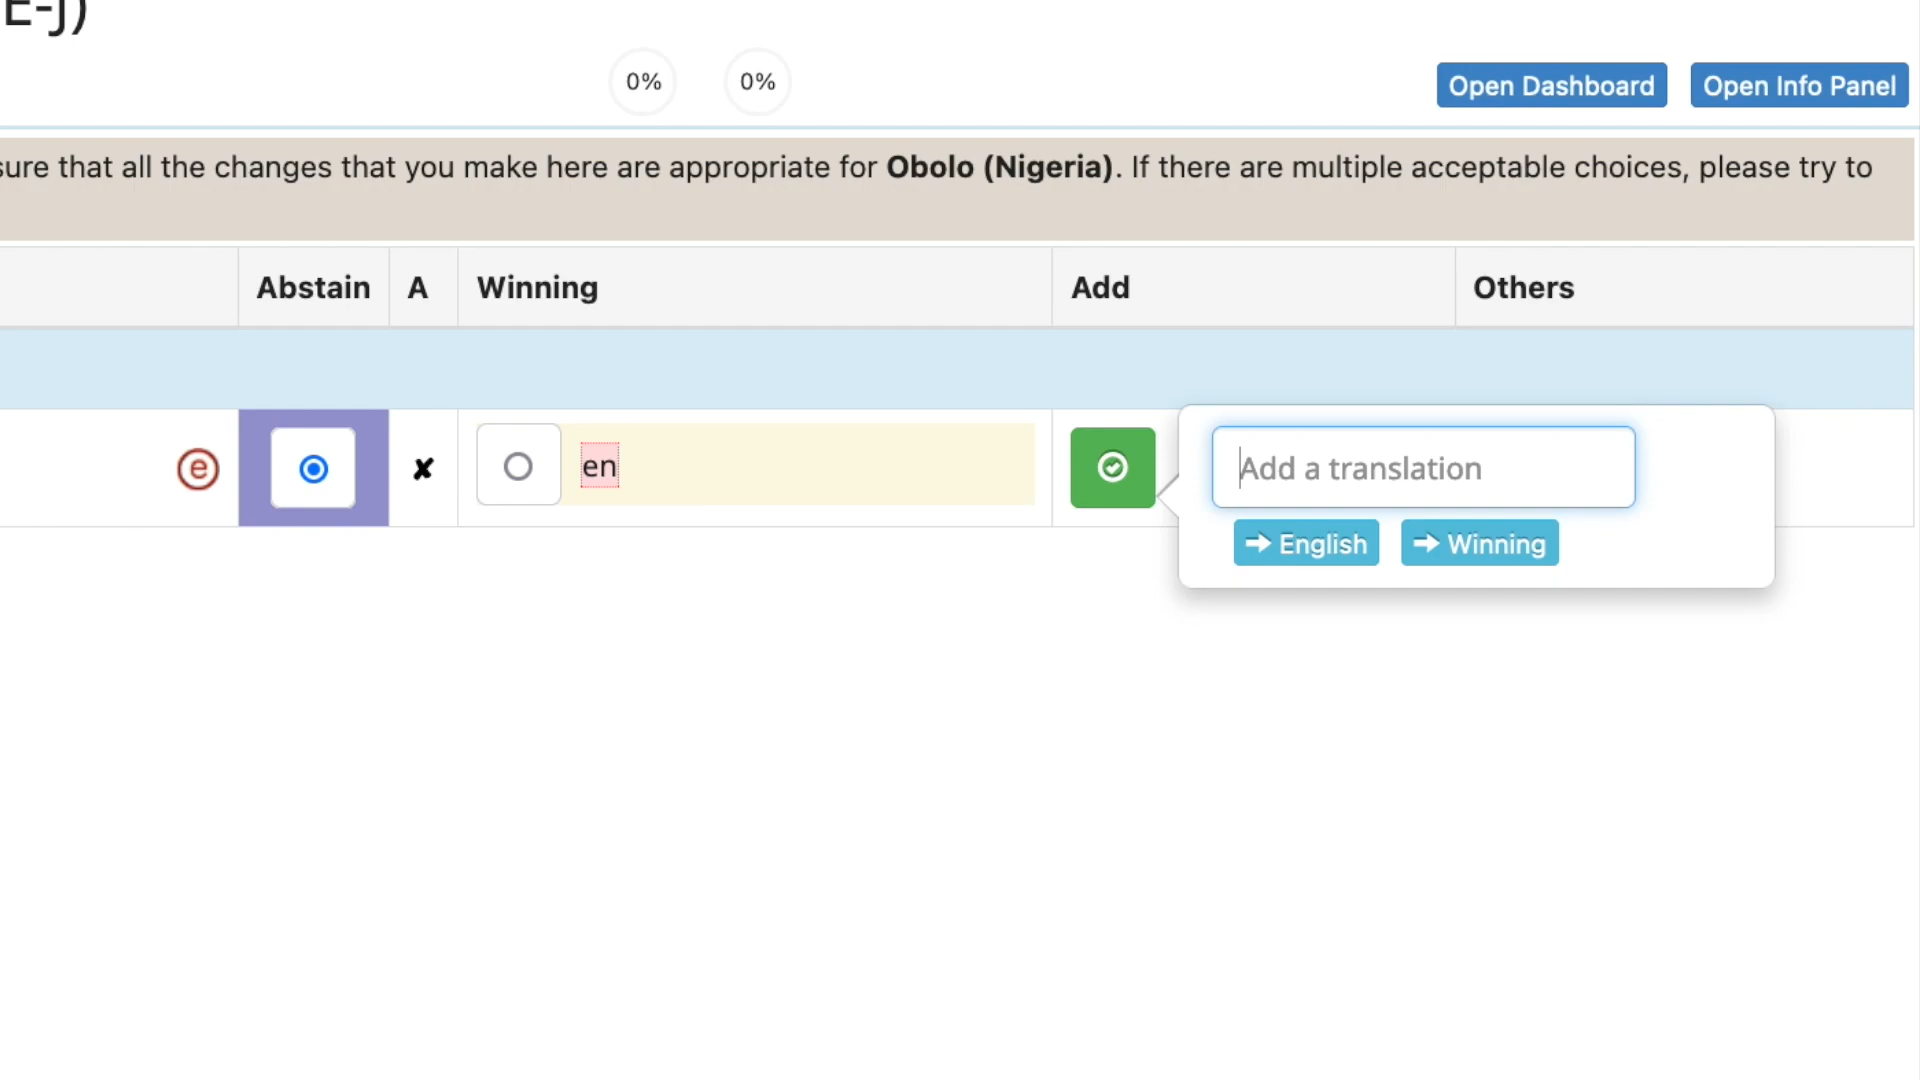 E-J)
0% 0% Open Dashboard Open Info Panel
sure that all the changes that you make here are appropriate for Obolo (Nigeria). If there are multiple acceptable choices, please try to
Abstain A Winning Add Others
e ✘ en Add a translation
English Winning